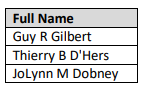 Full Name
Guy R Gilbert
Thierry B D'Hers
JoLynn M Dobney